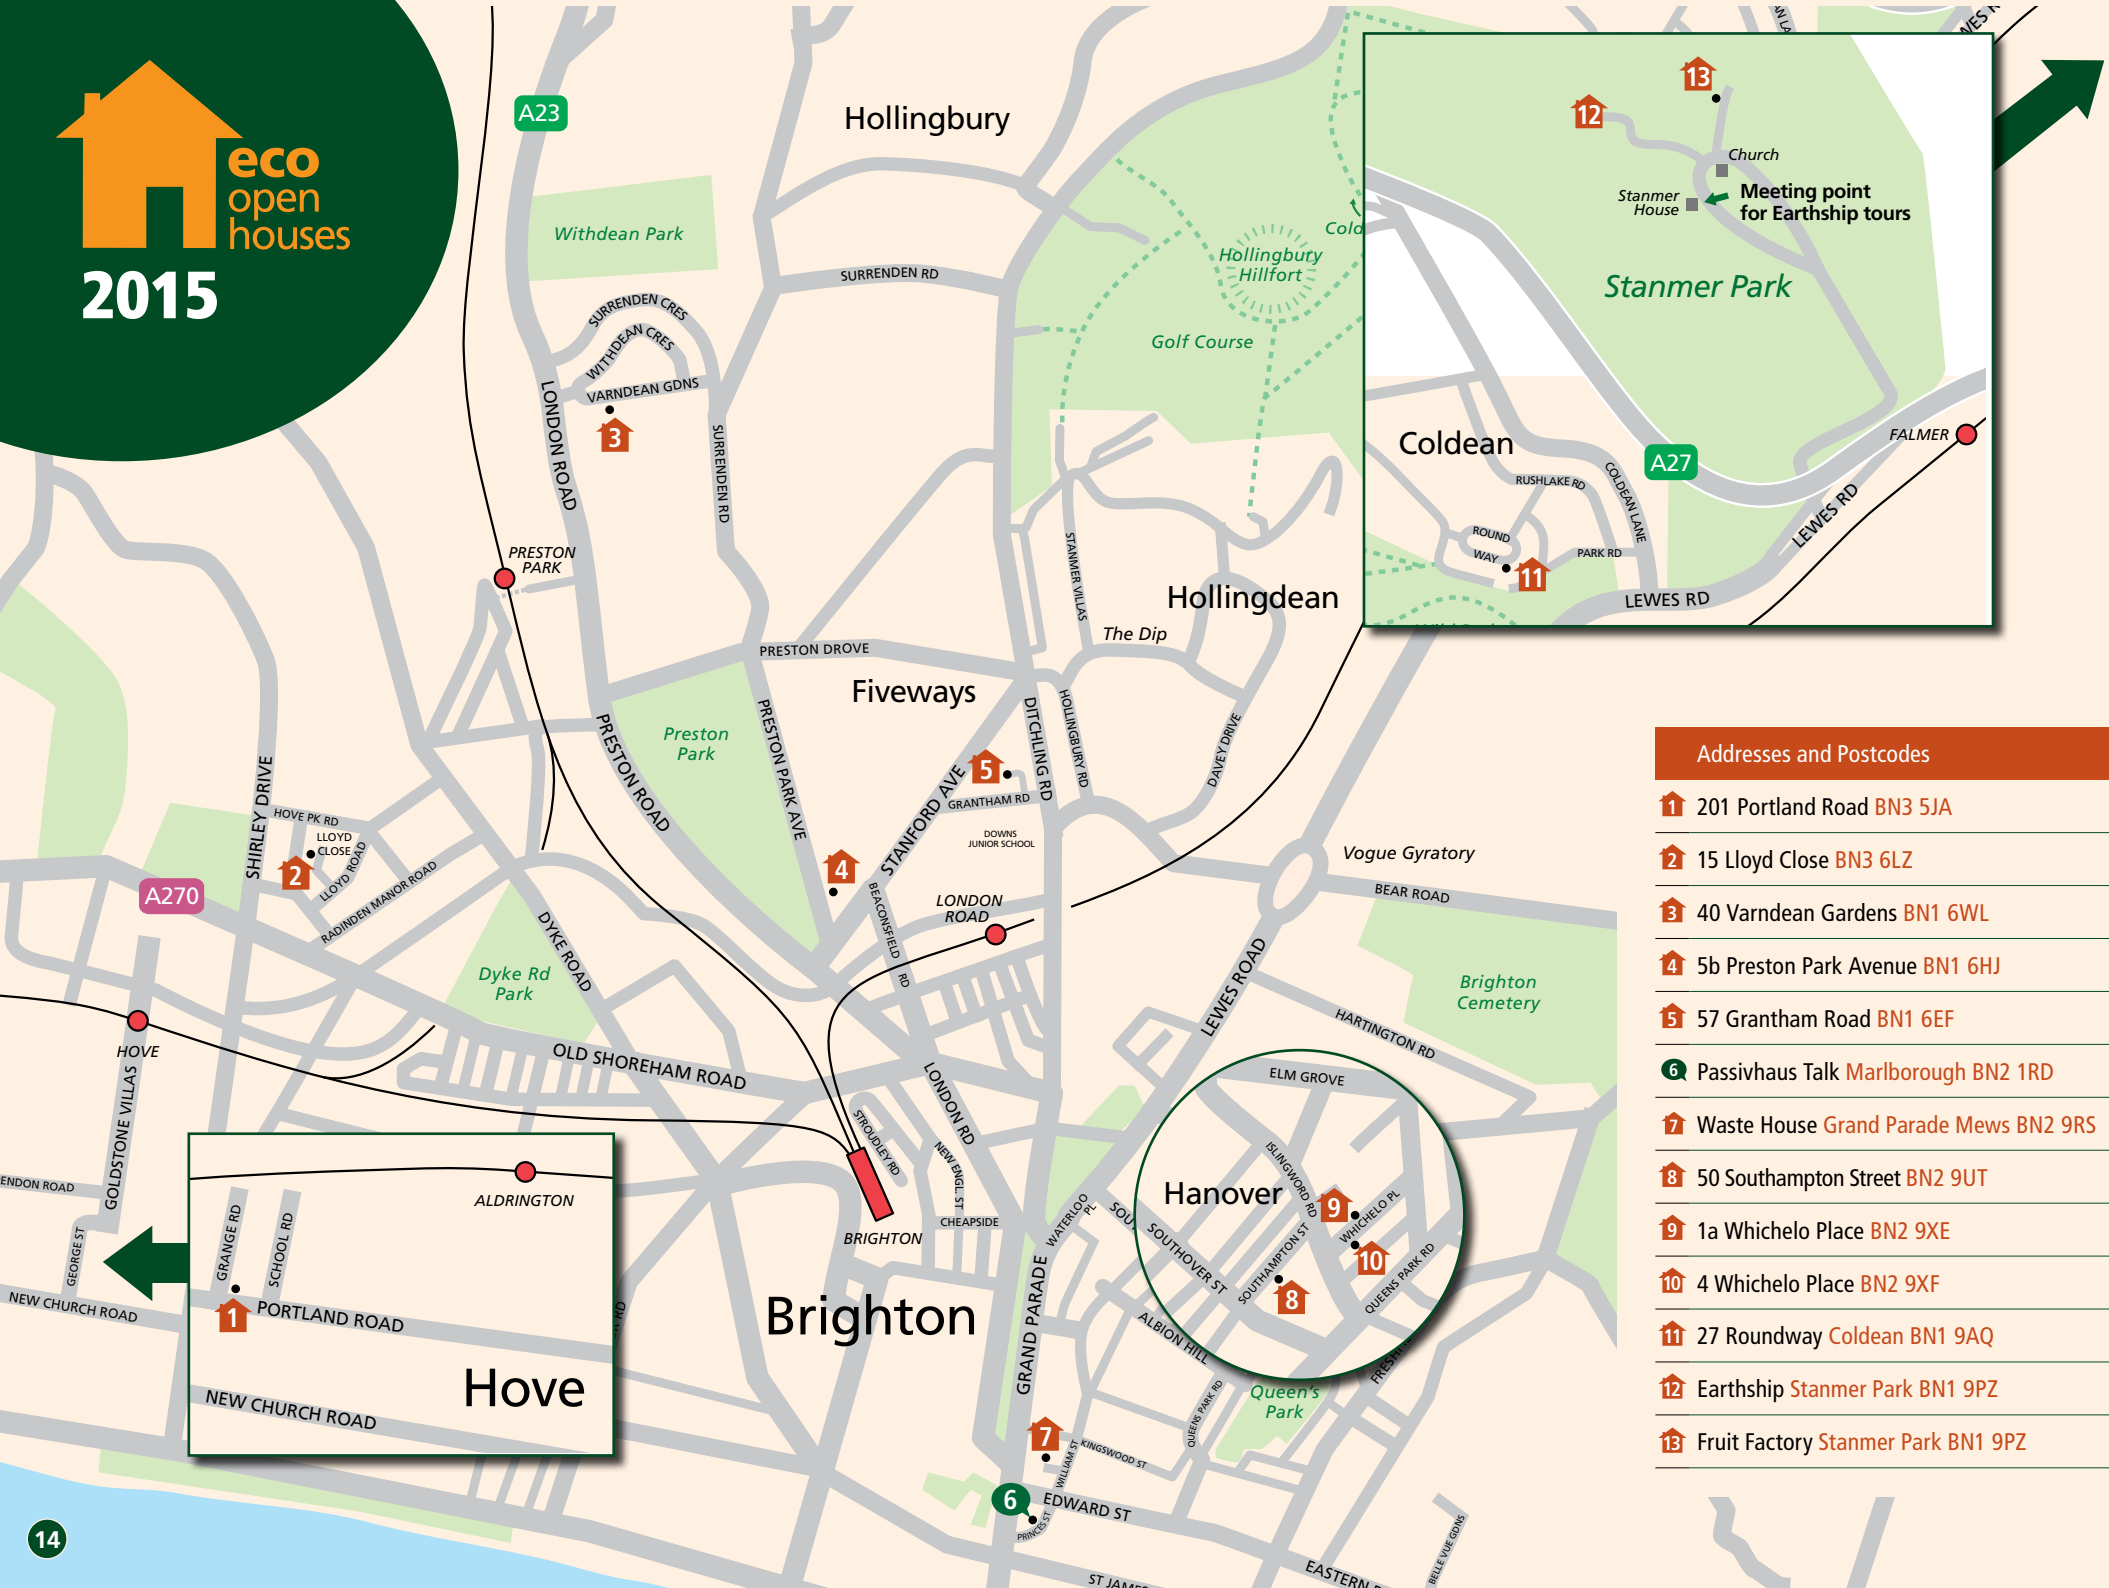 eco
open
houses
2015
A23
Hollingbury
Withdean Park
SURRENDEN RD
SURRENDEN CRES
WITHDEAN CRES
VARNDEAN GDNS
3
LONDON ROAD
SURRENDEN RD
Hollingbury
Hillfort
Golf Course
Cold
PRESTON
PARK
STANMER VILLAS
Hollingdean
The Dip
PRESTON DROVE
Fiveways
Preston
Park
PRESTON ROAD
PRESTON PARK AVE
STANFORD AVE
5
GRANTHAM RD
DITCHLING RD
HOLLINGBURY RD
DAVEY DRIVE
DOWNS
JUNIOR SCHOOL
4
BEACONSFIELD RD
LONDON
ROAD
Vogue Gyratory
BEAR ROAD
SHIRLEY DRIVE
HOVE PK RD
LLOYD
CLOSE
2
LLOYD ROAD
RADINDEN MANOR ROAD
A270
DYKE ROAD
Dyke Rd
Park
OLD SHOREHAM ROAD
HOVE
GOLDSTONE VILLAS
ENDON ROAD
GEORGE ST
NEW CHURCH ROAD
LEWES ROAD
Brighton
Cemetery
HARTINGTON RD
LONDON RD
STROUDLEY RD
NEW ENGL. ST
CHEAPSIDE
BRIGHTON
Brighton
WATERLOO
PL
GRAND PARADE
SOU
ALBION HILL
Queen's
Park
QUEENS PARK RD
7
WILLIAM ST
KINGSWOOD ST
6
EDWARD ST
PRINCES ST
ST JAMES
EASTERN
BELLE VUE GDNS
14
ALDRINGTON
GRANGE RD
SCHOOL RD
1
PORTLAND ROAD
Hove
NEW CHURCH ROAD
ELM GROVE
Hanover
ISLINGWORD RD
9
WHICHELO PL
10
SOUTHOVER ST
SOUTHAMPTON ST
8
QUEENS PARK RD
13
12
Church
Stanmer
House
Meeting point
for Earthship tours
Stanmer Park
Coldean
A27
FALMER
RUSHLAKE RD
COLDEAN LANE
ROUND
WAY
PARK RD
11
LEWES RD
LEWES RD
Addresses and Postcodes
1 201 Portland Road BN3 5JA
2 15 Lloyd Close BN3 6LZ
3 40 Varndean Gardens BN1 6WL
4 5b Preston Park Avenue BN1 6HJ
5 57 Grantham Road BN1 6EF
6 Passivhaus Talk Marlborough BN2 1RD
7 Waste House Grand Parade Mews BN2 9RS
8 50 Southampton Street BN2 9UT
9 1a Whichelo Place BN2 9XE
10 4 Whichelo Place BN2 9XF
11 27 Roundway Coldean BN1 9AQ
12 Earthship Stanmer Park BN1 9PZ
13 Fruit Factory Stanmer Park BN1 9PZ